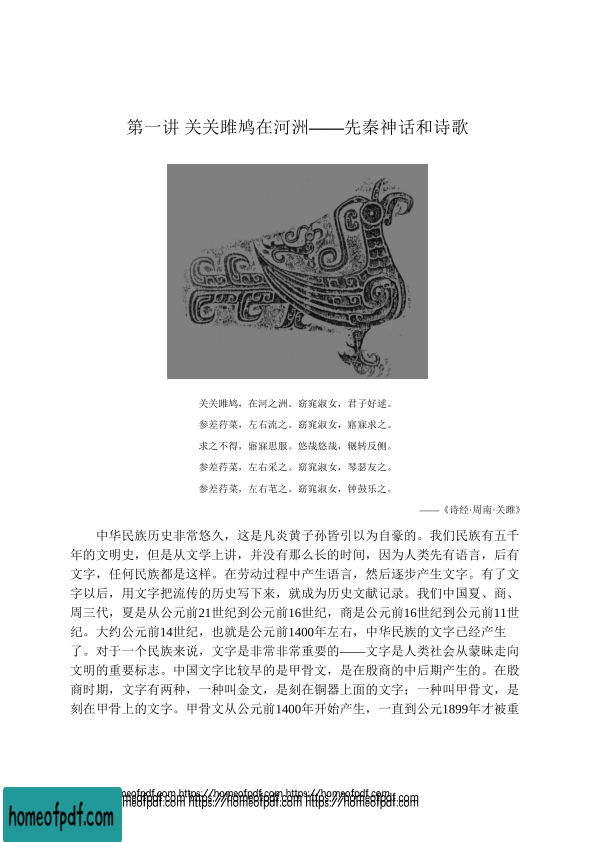 第一讲 关关雎鸠在河洲——先秦神话和诗歌
关关雎鸠，在河之洲。窈窕淑女，君子好逑。
参差荇菜，左右流之。窈窕淑女，寤寐求之。
求之不得，寤寐思服。悠哉悠哉，辗转反侧。
参差荇菜，左右采之。窈窕淑女，琴瑟友之。
参差荇菜，左右芼之。窈窕淑女，钟鼓乐之。
——《诗经·周南·关雎》
中华民族历史非常悠久，这是凡炎黄子孙皆引以为自豪的。我们民族有五千
年的文明史，但是从文学上讲，并没有那么长的时间，因为人类先有语言，后有
文字，任何民族都是这样。在劳动过程中产生语言，然后逐步产生文字。有了文
字以后，用文字把流传的历史写下来，就成为历史文献记录。我们中国夏、商、
周三代，夏是从公元前21世纪到公元前16世纪，商是公元前16世纪到公元前11世
纪。大约公元前14世纪，也就是公元前1400年左右，中华民族的文字已经产生
了。对于一个民族来说，文字是非常非常重要的——文字是人类社会从蒙昧走向
文明的重要标志。中国文字比较早的是甲骨文，是在殷商的中后期产生的。在殷
商时期，文字有两种，一种叫金文，是刻在铜器上面的文字；一种叫甲骨文，是
刻在甲骨上的文字。甲骨文从公元前1400年开始产生，一直到公元1899年才被重
homeofpdf.com https://homeofpdf.com https://homeofpdf.com
homeofpdf.com https://homeofpdf.com https://homeofpdf.com
homeofpdf.com